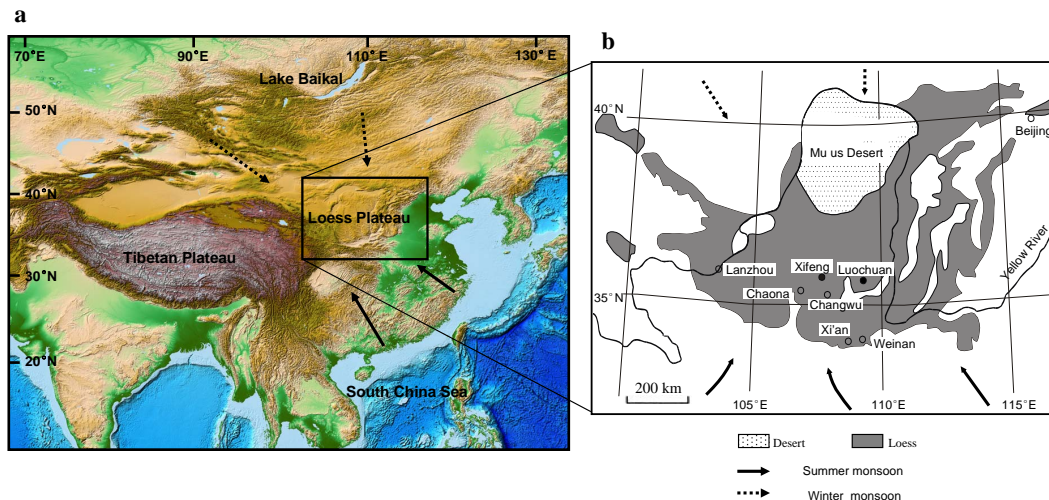 a
70°E
90°E
110°E
130°E
Lake Baikal
50°N
40°N
Loess Plateau
Tibetan Plateau
30°N
20°N
South China Sea
b
40°N
Beijing
Mu us Desert
Yellow River
Lanzhou
Xifeng
Luochuan
Chaona
Changwu
35°N
Xi'an
Weinan
200 km
105°E
110°E
115°E
Desert
Loess
Summer monsoon
Winter monsoon